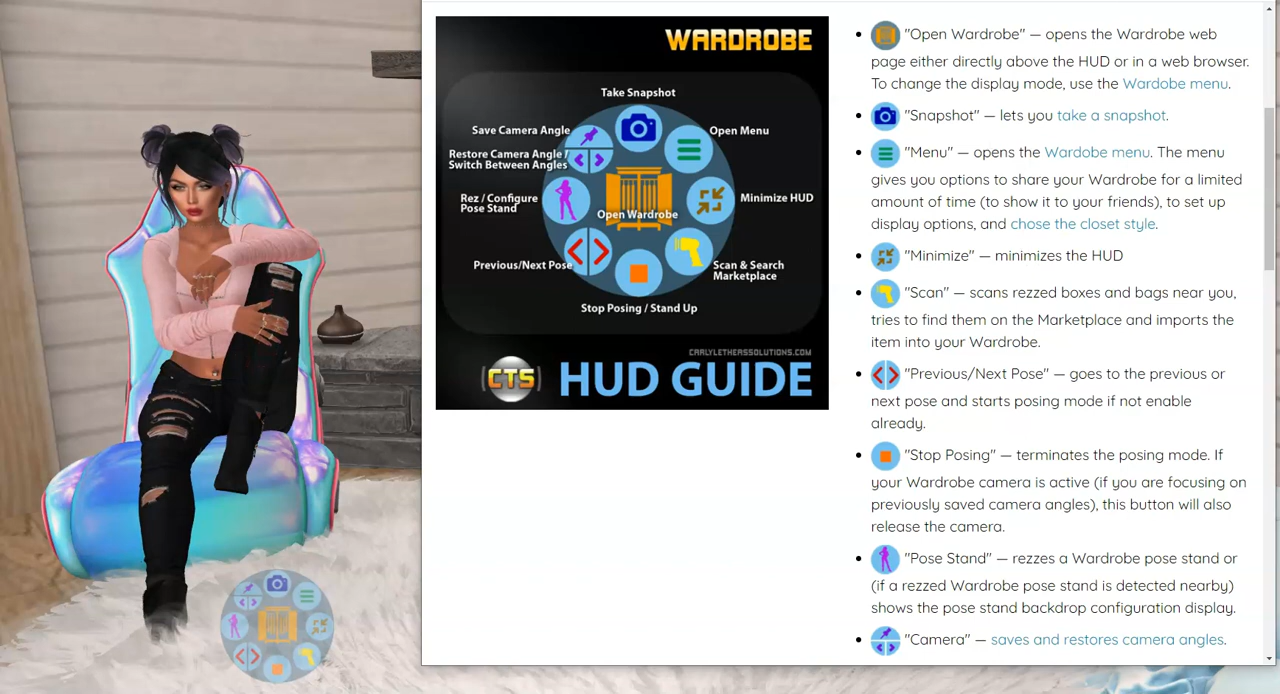 WARDROBE
Take Snapshot
Save Camera Angle
Open Menu
Restore Camera Angle /
Switch Between Angles
Rez / Configure
Pose Stand
Minimize HUD
Open Wardrobe
Previous/Next Pose
Scan & Search
Marketplace
Stop Posing / Stand Up
CARLYLETHEASSOLUTIONS.COM
(CTS) HUD GUIDE
• "Open Wardrobe" — opens the Wardrobe web
page either directly above the HUD or in a web browser.
To change the display mode, use the Wardobe menu.
• "Snapshot" — lets you take a snapshot.
• "Menu" — opens the Wardobe menu. The menu
gives you options to share your Wardrobe for a limited
amount of time (to show it to your friends), to set up
display options, and chose the closet style.
• "Minimize" — minimizes the HUD
• "Scan" — scans rezzed boxes and bags near you,
tries to find them on the Marketplace and imports the
item into your Wardrobe.
• "Previous/Next Pose" — goes to the previous or
next pose and starts posing mode if not enable
already.
• "Stop Posing" — terminates the posing mode. If
your Wardrobe camera is active (if you are focusing on
previously saved camera angles), this button will also
release the camera.
• "Pose Stand" — rezzes a Wardrobe pose stand or
(if a rezzed Wardrobe pose stand is detected nearby)
shows the pose stand backdrop configuration display.
• "Camera" — saves and restores camera angles.